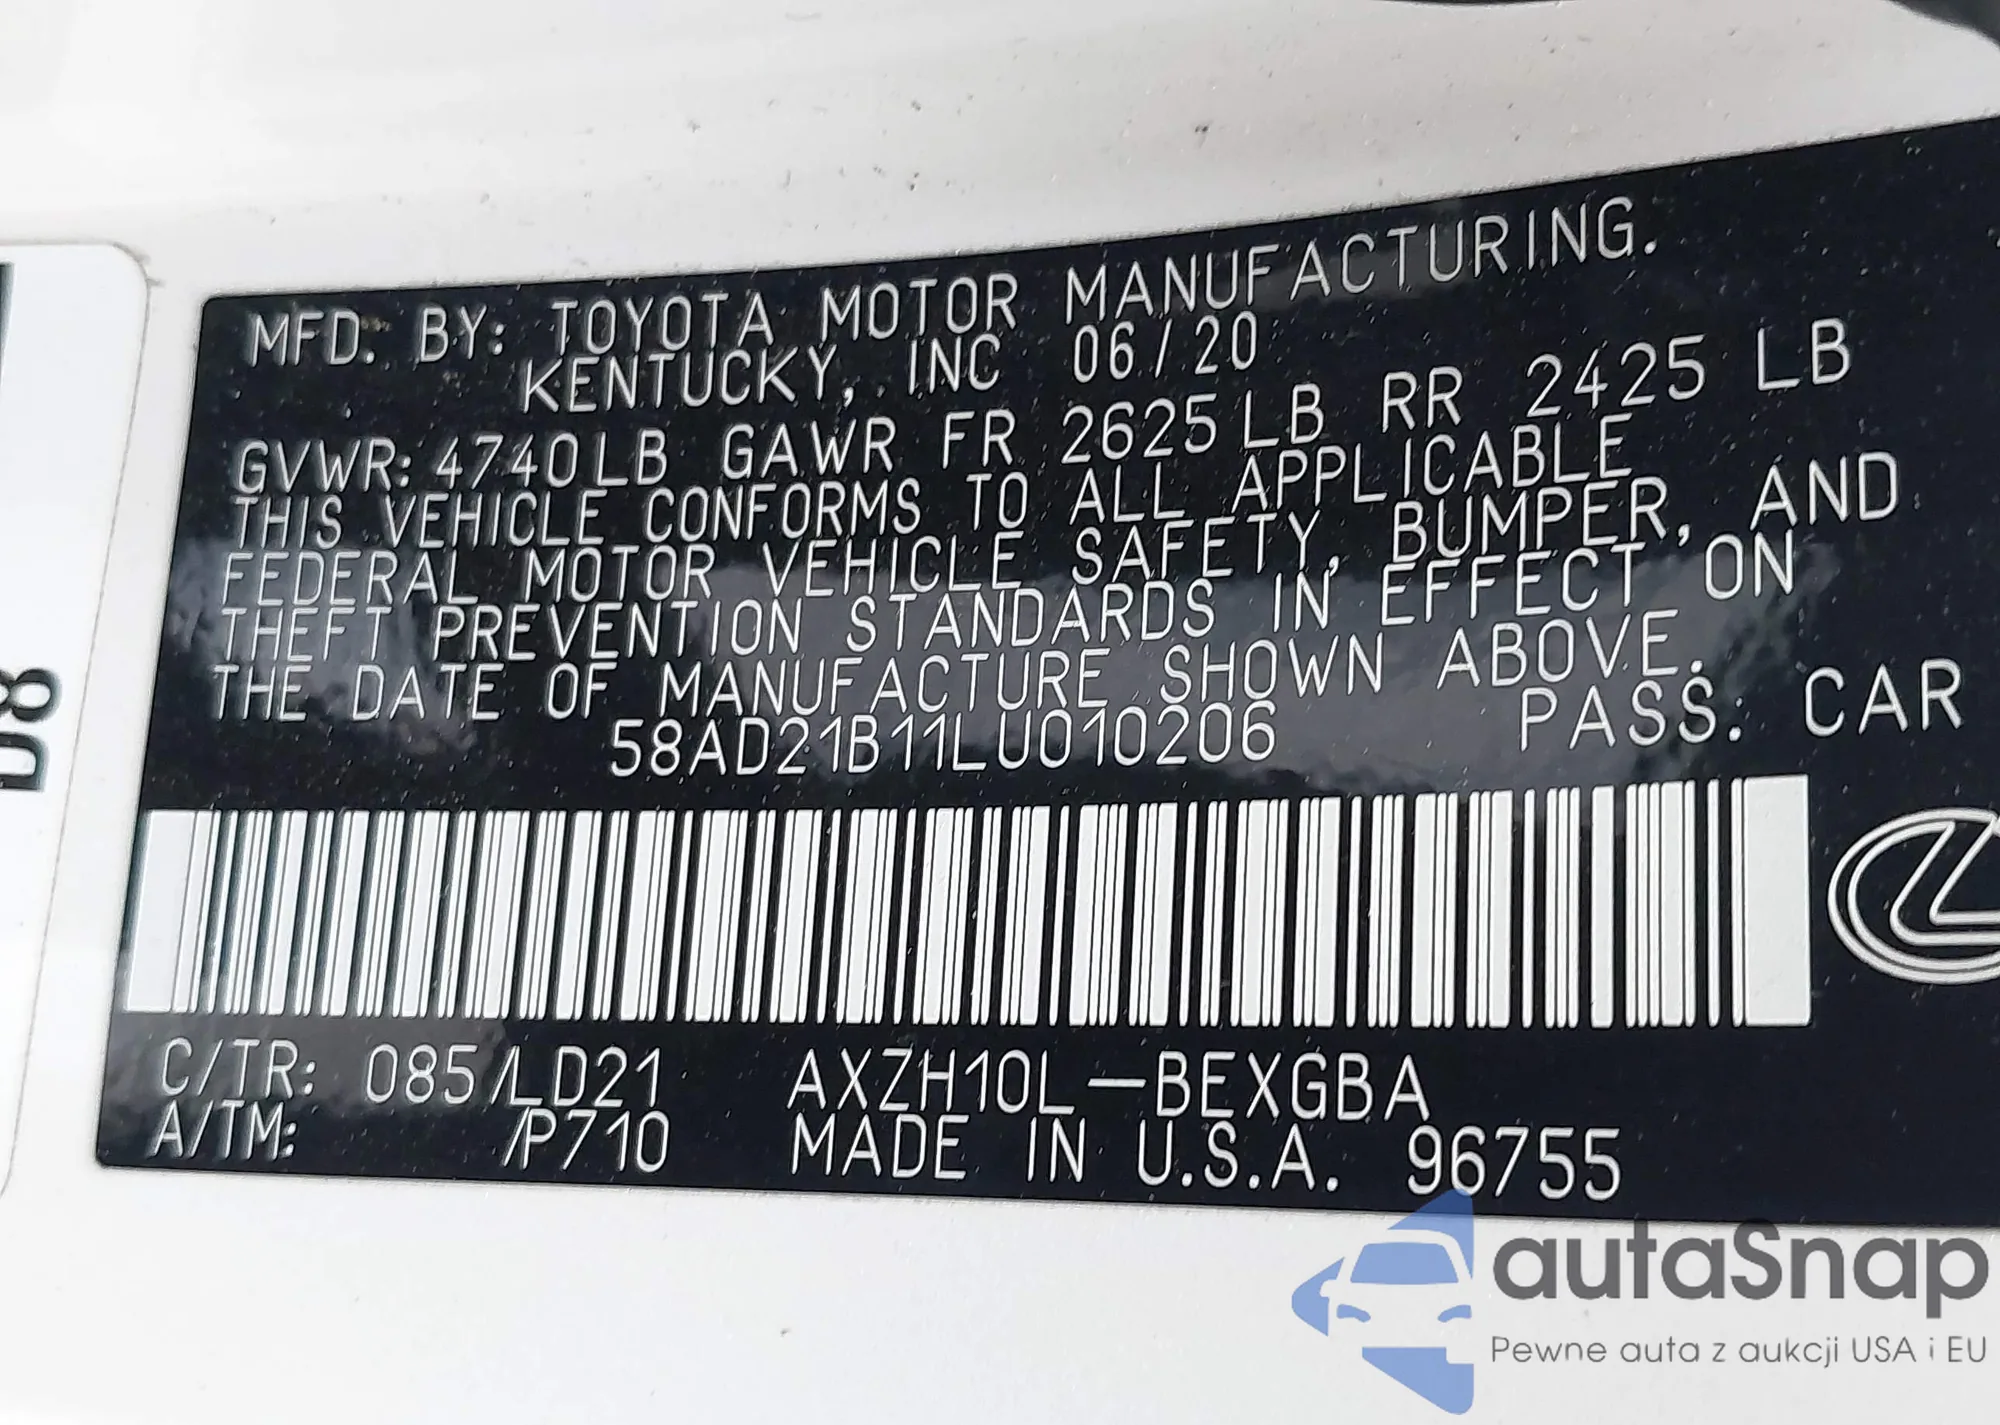 MFD. BY: TOYOTA MOTOR MANUFACTURING.
KENTUCKY, INC 06/20
GVWR: 4740LB GAWR FR 2625LB RR 2425 LB
THIS VEHICLE CONFORMS TO ALL APPLICABLE
FEDERAL MOTOR VEHICLE SAFETY, BUMPER, AND
THEFT PREVENTION STANDARDS IN EFFECT ON
THE DATE OF MANUFACTURE SHOWN ABOVE.
58AD21B11LU010206 PASS. CAR
C/TR: 085/LD21 AXZH10L-BEXGBA
A/TM: /P710 MADE IN U.S.A. 96755
D8
autaSnap
Pewne auta z aukcji USA i EU